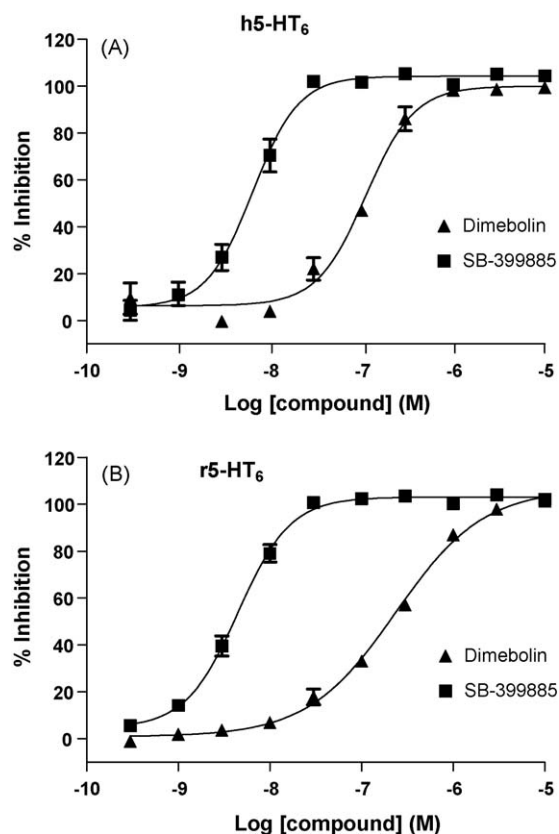 h5-HT6
(A)
120
100
80
60
40
20
0
% Inhibition
Dimebolin
SB-399885
-10 -9 -8 -7 -6 -5
Log [compound] (M)
r5-HT6
(B)
120
100
80
60
40
20
0
% Inhibition
Dimebolin
SB-399885
-10 -9 -8 -7 -6 -5
Log [compound] (M)